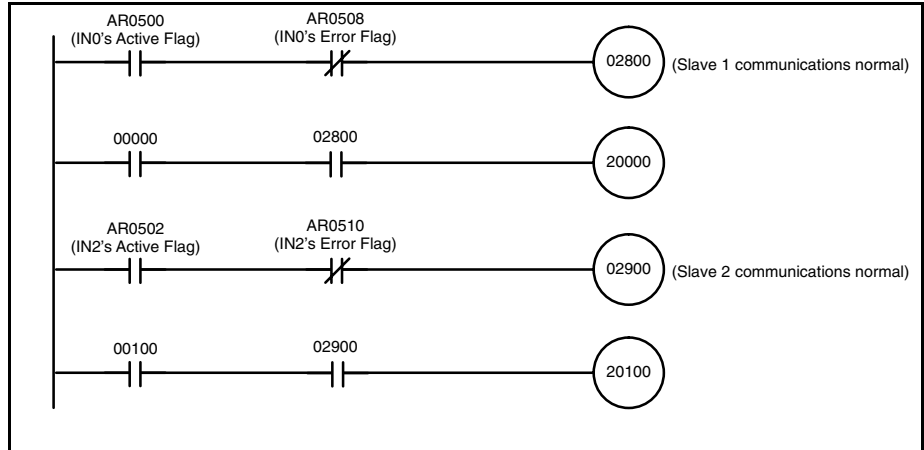 AR0500
(IN0's Active Flag)
AR0508
(IN0's Error Flag)
02800
(Slave 1 communications normal)
00000
02800
20000
AR0502
(IN2's Active Flag)
AR0510
(IN2's Error Flag)
02900
(Slave 2 communications normal)
00100
02900
20100